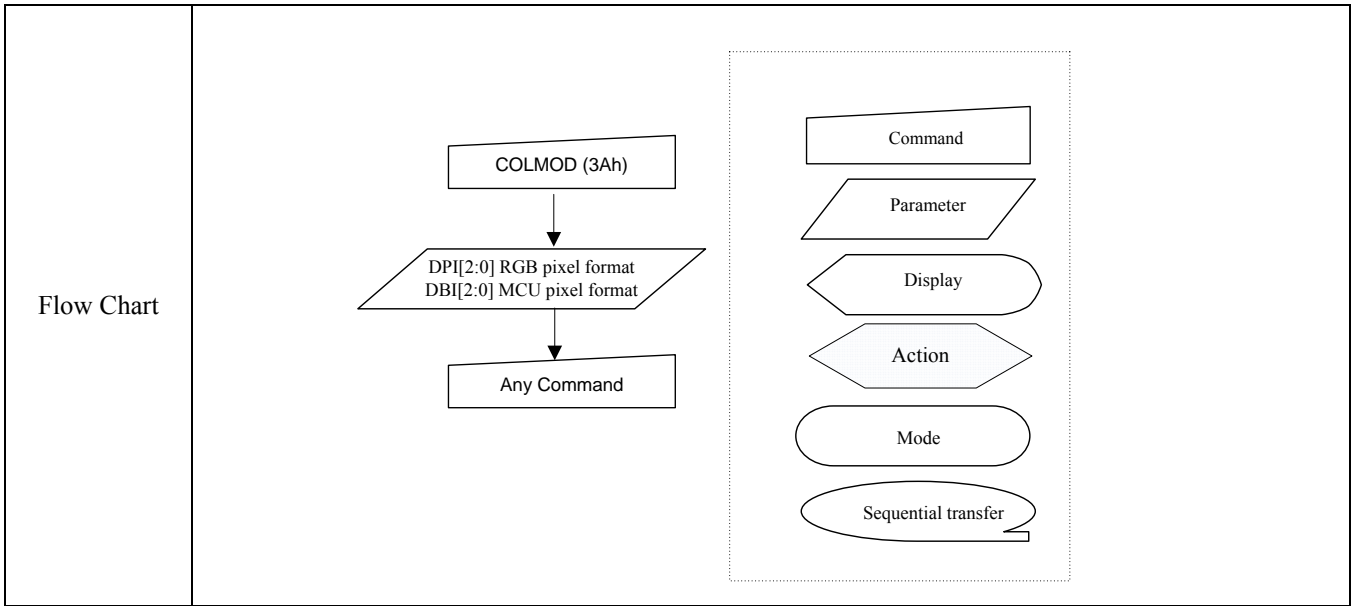 Flow Chart
COLMOD (3Ah)
DPI[2:0] RGB pixel format
DBI[2:0] MCU pixel format
Any Command
Command
Parameter
Display
Action
Mode
Sequential transfer